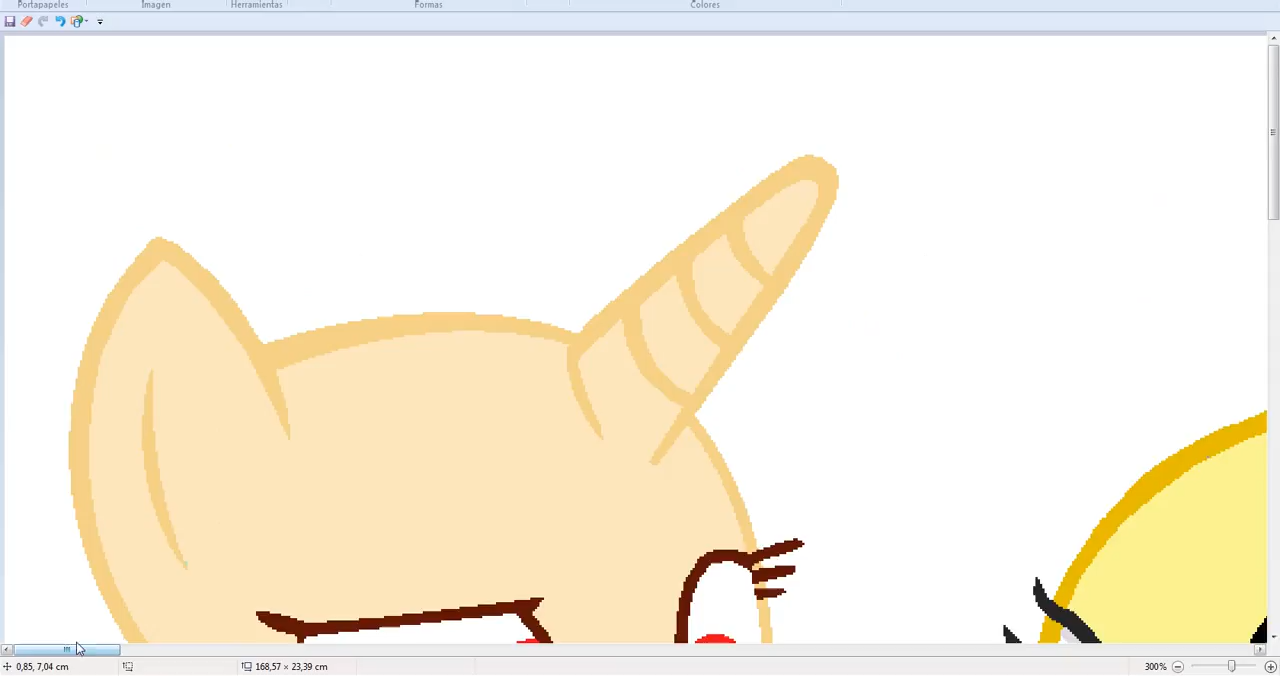 Portapapeles Imagen Herramientas Formas Colores
0,85, 7,04 cm 168,57 × 23,39 cm 300%